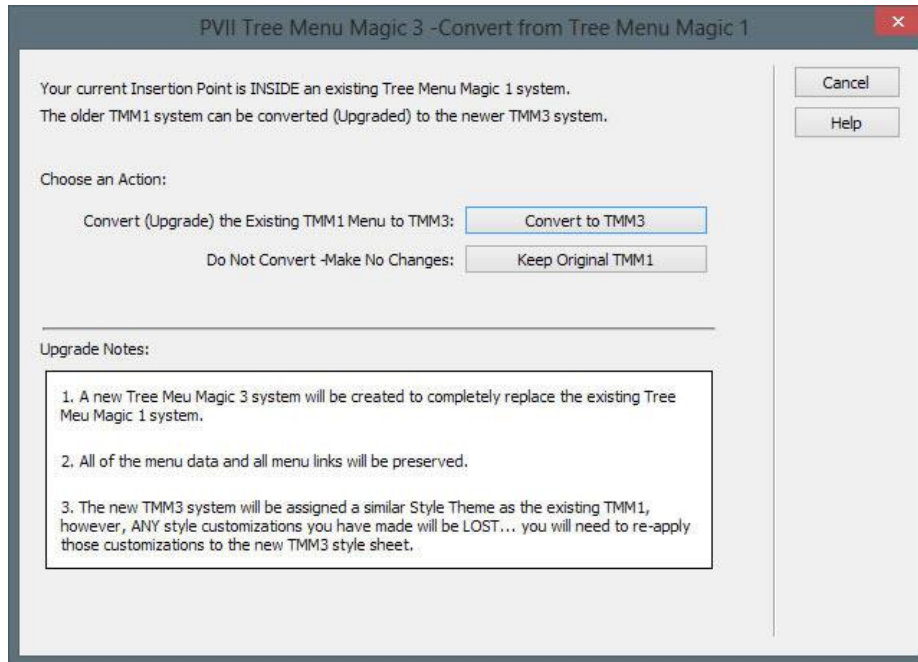 PVII Tree Menu Magic 3 -Convert from Tree Menu Magic 1
Your current Insertion Point is INSIDE an existing Tree Menu Magic 1 system.
The older TMM1 system can be converted (Upgraded) to the newer TMM3 system.
Cancel
Help
Choose an Action:
Convert (Upgrade) the Existing TMM1 Menu to TMM3: Convert to TMM3
Do Not Convert -Make No Changes: Keep Original TMM1
Upgrade Notes:
1. A new Tree Meu Magic 3 system will be created to completely replace the existing Tree
Meu Magic 1 system.
2. All of the menu data and all menu links will be preserved.
3. The new TMM3 system will be assigned a similar Style Theme as the existing TMM1,
however, ANY style customizations you have made will be LOST... you will need to re-apply
those customizations to the new TMM3 style sheet.